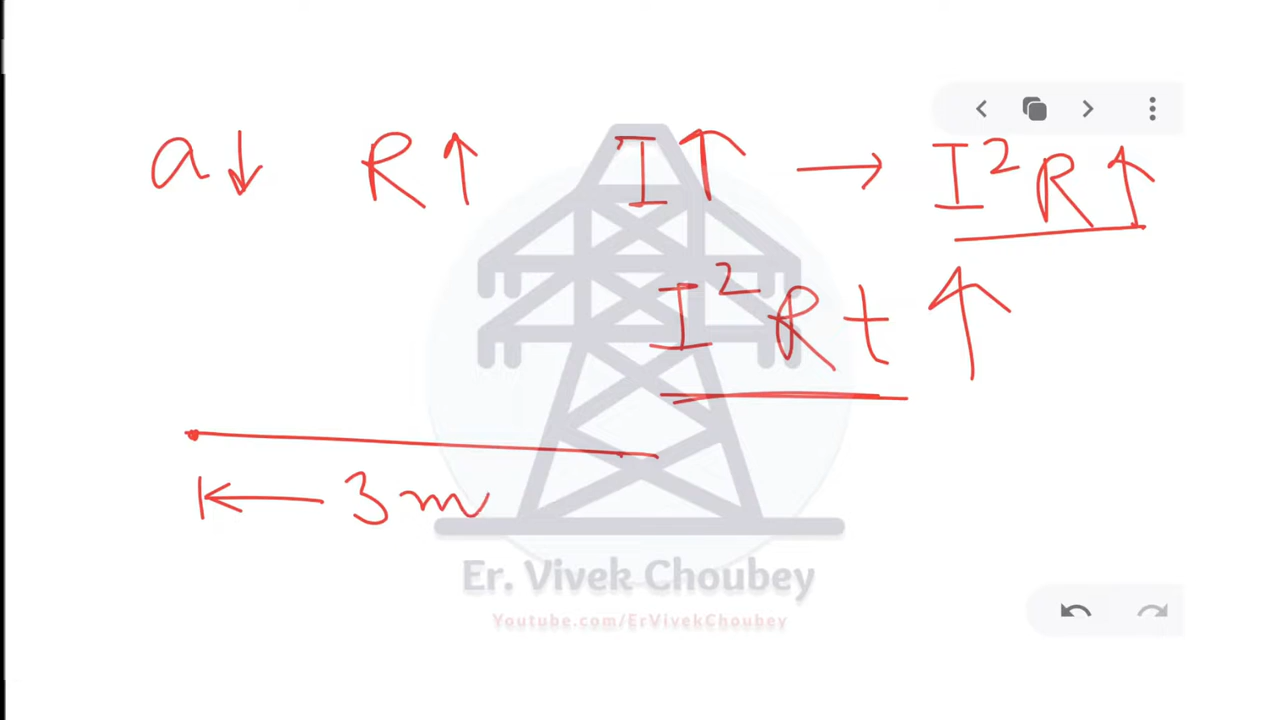 a↓ R↑ I↑ → I²R↑
I²Rt↑
3m
Er. Vivek Choubey
Youtube.com/ErVivekChoubey